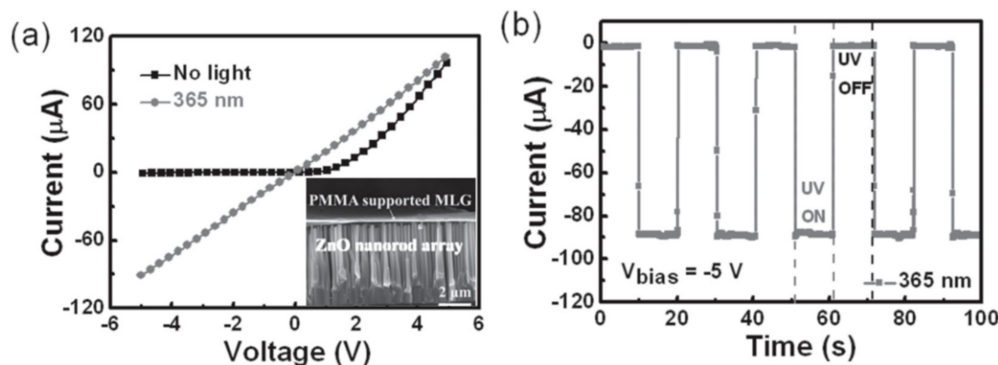 (a)
120
60
0
-60
-120
Current (μA)
No light
365 nm
PMMA supported MLG
ZnO nanorod array
2 μm
-6 -4 -2 0 2 4 6
Voltage (V)
(b)
0
-20
-40
-60
-80
-100
-120
Current (μA)
UV
OFF
UV
ON
V_bias = -5 V
365 nm
0 20 40 60 80 100
Time (s)